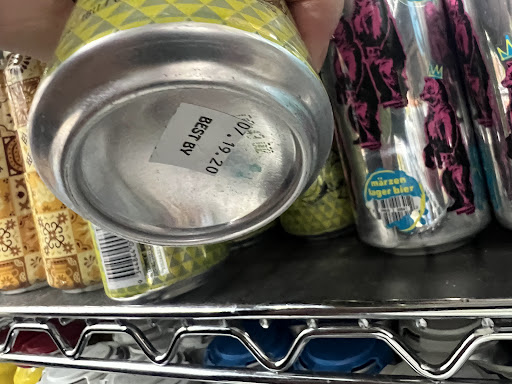 BEST BY
07.19.20
märzen
lager bier